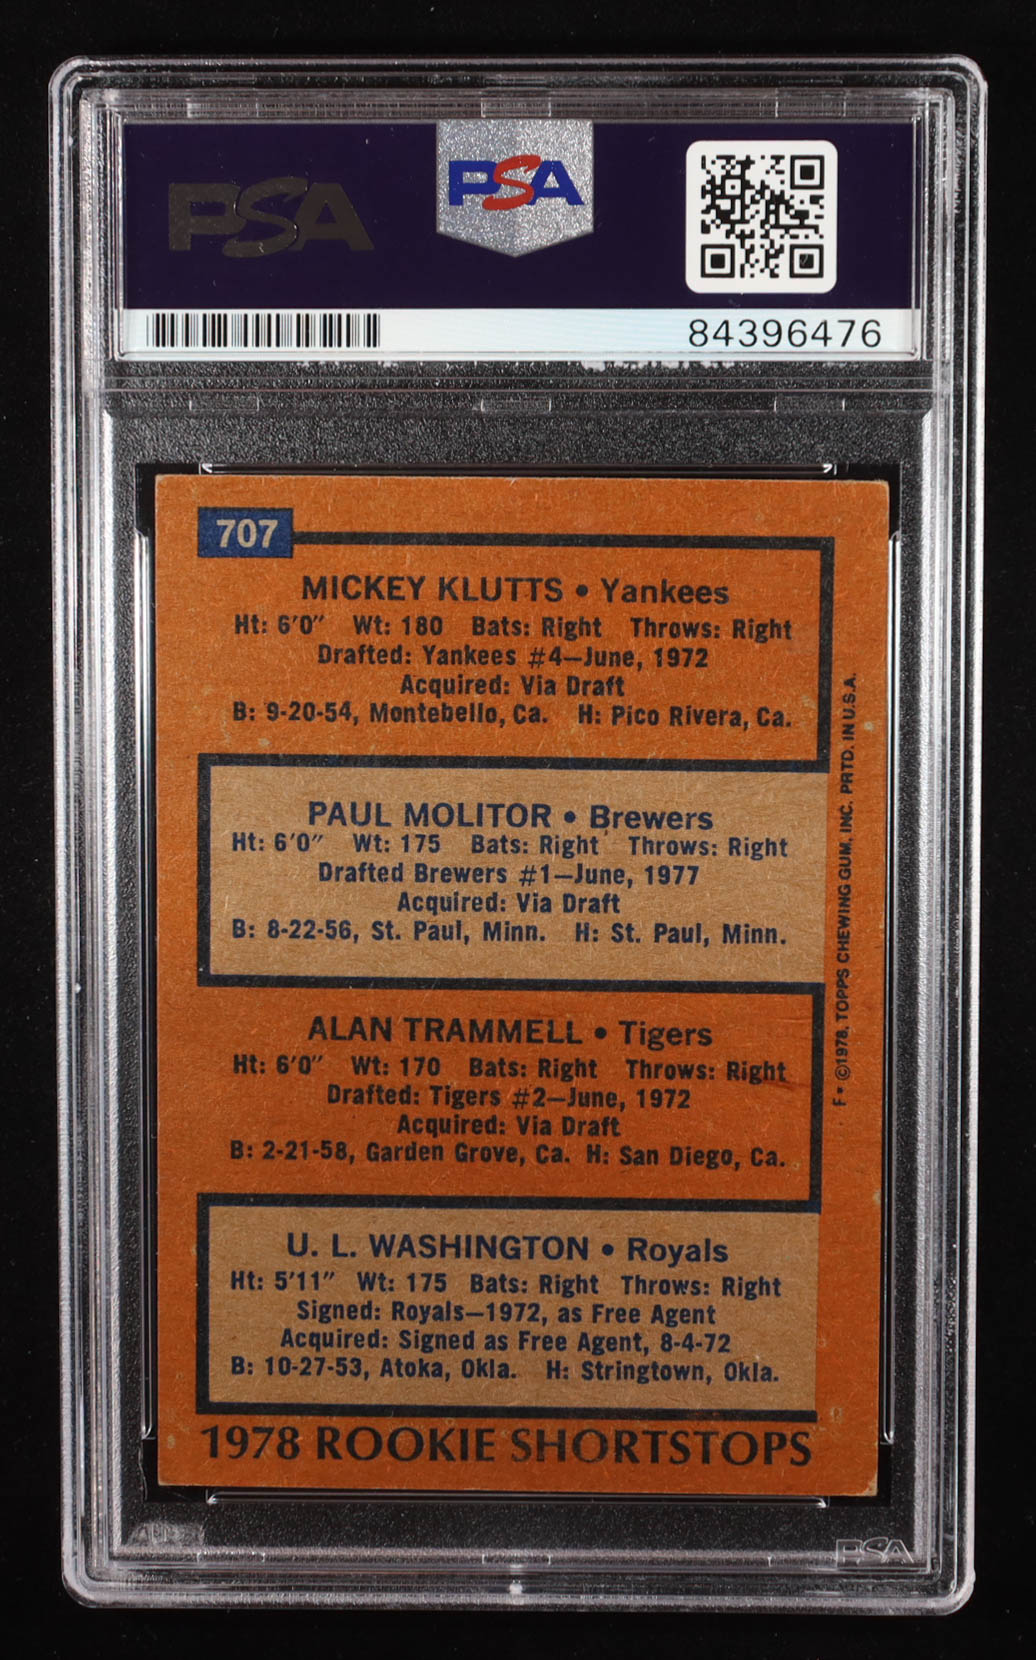 PSA
PSA
84396476
707
MICKEY KLUTTS • Yankees
Ht: 6'0" Wt: 180 Bats: Right Throws: Right
Drafted: Yankees #4—June, 1972
Acquired: Via Draft
B: 9-20-54, Montebello, Ca. H: Pico Rivera, Ca.
PAUL MOLITOR • Brewers
Ht: 6'0" Wt: 175 Bats: Right Throws: Right
Drafted Brewers #1—June, 1977
Acquired: Via Draft
B: 8-22-56, St. Paul, Minn. H: St. Paul, Minn.
ALAN TRAMMELL • Tigers
Ht: 6'0" Wt: 170 Bats: Right Throws: Right
Drafted: Tigers #2—June, 1972
Acquired: Via Draft
B: 2-21-58, Garden Grove, Ca. H: San Diego, Ca.
U. L. WASHINGTON • Royals
Ht: 5'11" Wt: 175 Bats: Right Throws: Right
Signed: Royals—1972, as Free Agent
Acquired: Signed as Free Agent, 8-4-72
B: 10-27-53, Atoka, Okla. H: Stringtown, Okla.
1978 ROOKIE SHORTSTOPS
F• ©1978, TOPPS CHEWING GUM, INC. PRTD. IN U.S.A.
PSA